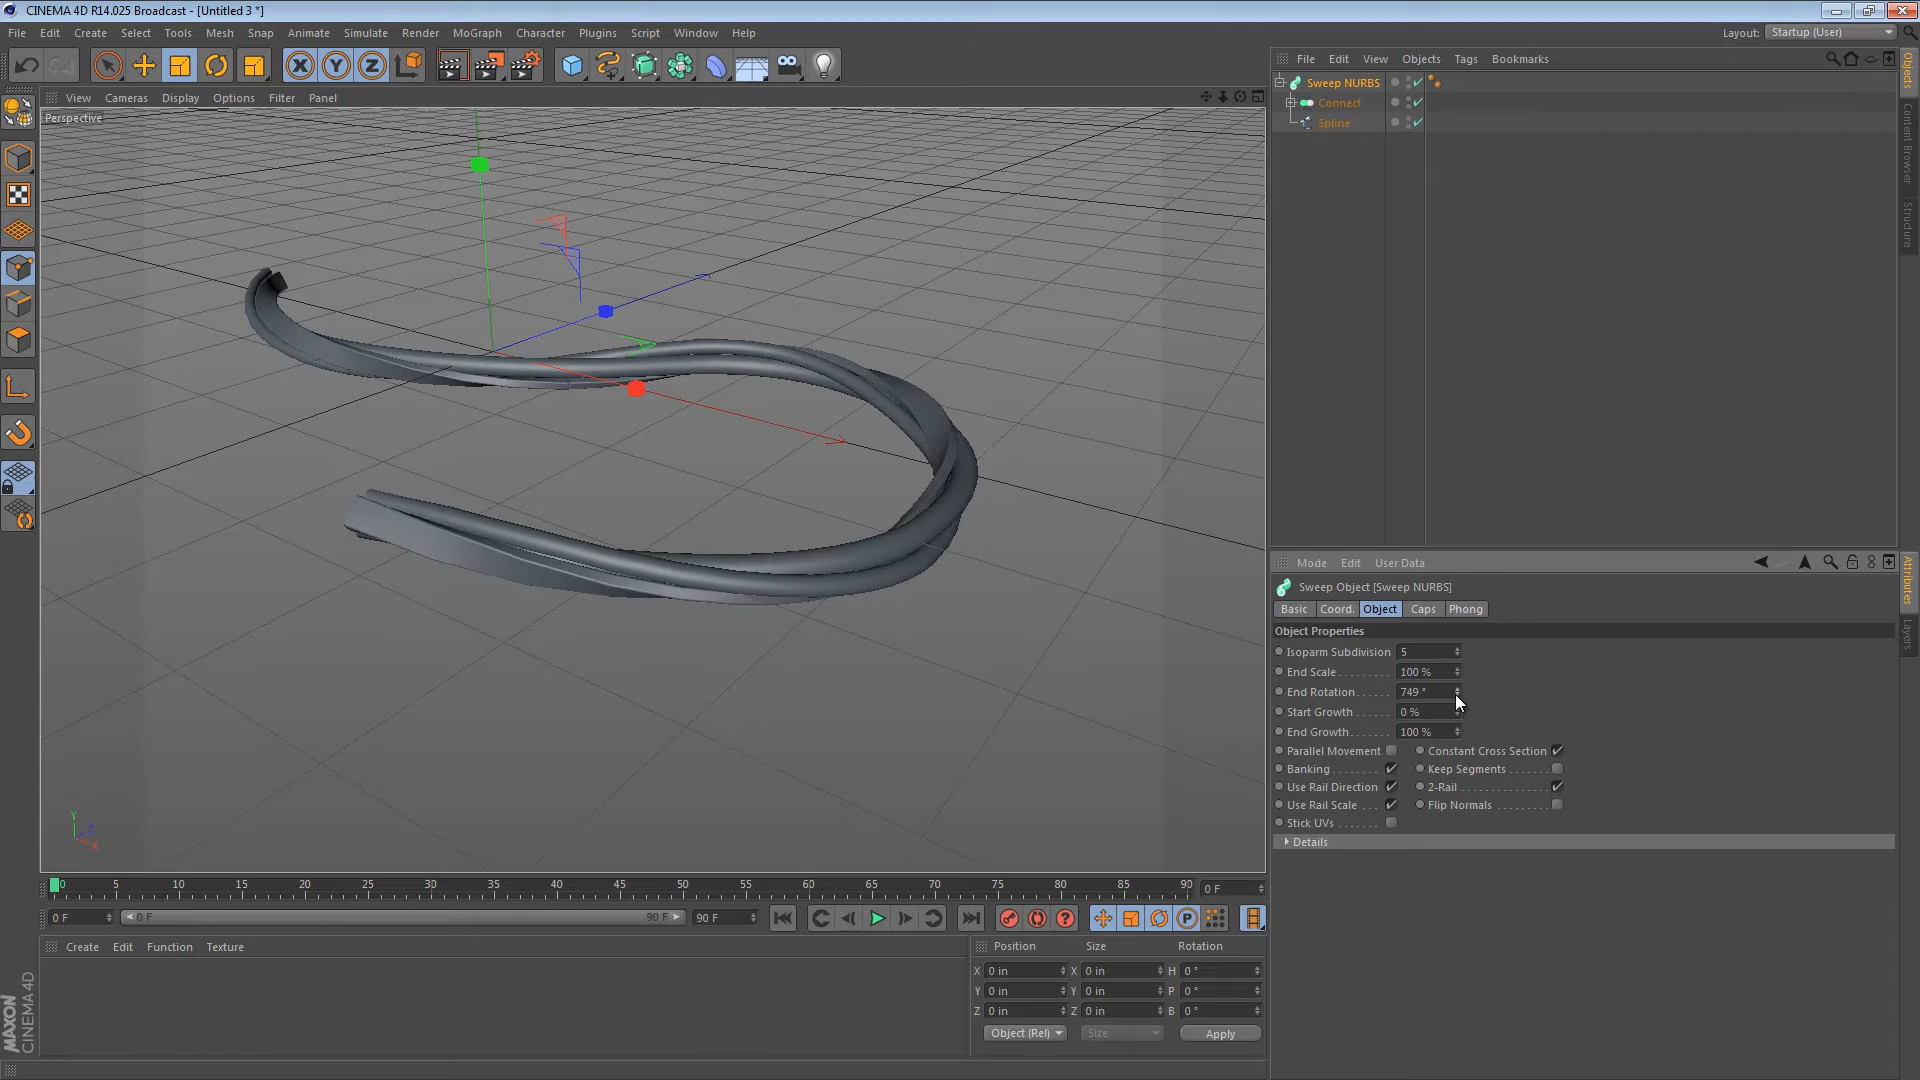 CINEMA 4D R14.025 Broadcast - [Untitled 3 *]
File Edit Create Select Tools Mesh Snap Animate Simulate Render MoGraph Character Plugins Script Window Help
Layout: Startup (User)
File Edit View Objects Tags Bookmarks
Sweep NURBS
Connect
Spline
Objects
Content Browser
Structure
View Cameras Display Options Filter Panel
Perspective
Y
Z
X
Mode Edit User Data
Sweep Object [Sweep NURBS]
Basic Coord. Object Caps Phong
Object Properties
Isoparm Subdivision 5
End Scale 100 %
End Rotation 749 °
Start Growth 0 %
End Growth 100 %
Parallel Movement Constant Cross Section
Banking Keep Segments
Use Rail Direction 2-Rail
Use Rail Scale Flip Normals
Stick UVs
Details
Attributes
Layers
0 5 10 15 20 25 30 35 40 45 50 55 60 65 70 75 80 85 90 0 F
0 F 0 F 90 F 90 F
Create Edit Function Texture
Position Size Rotation
X 0 in X 0 in H 0 °
Y 0 in Y 0 in P 0 °
Z 0 in Z 0 in B 0 °
Object (Rel) Size Apply
MAXON
CINEMA 4D